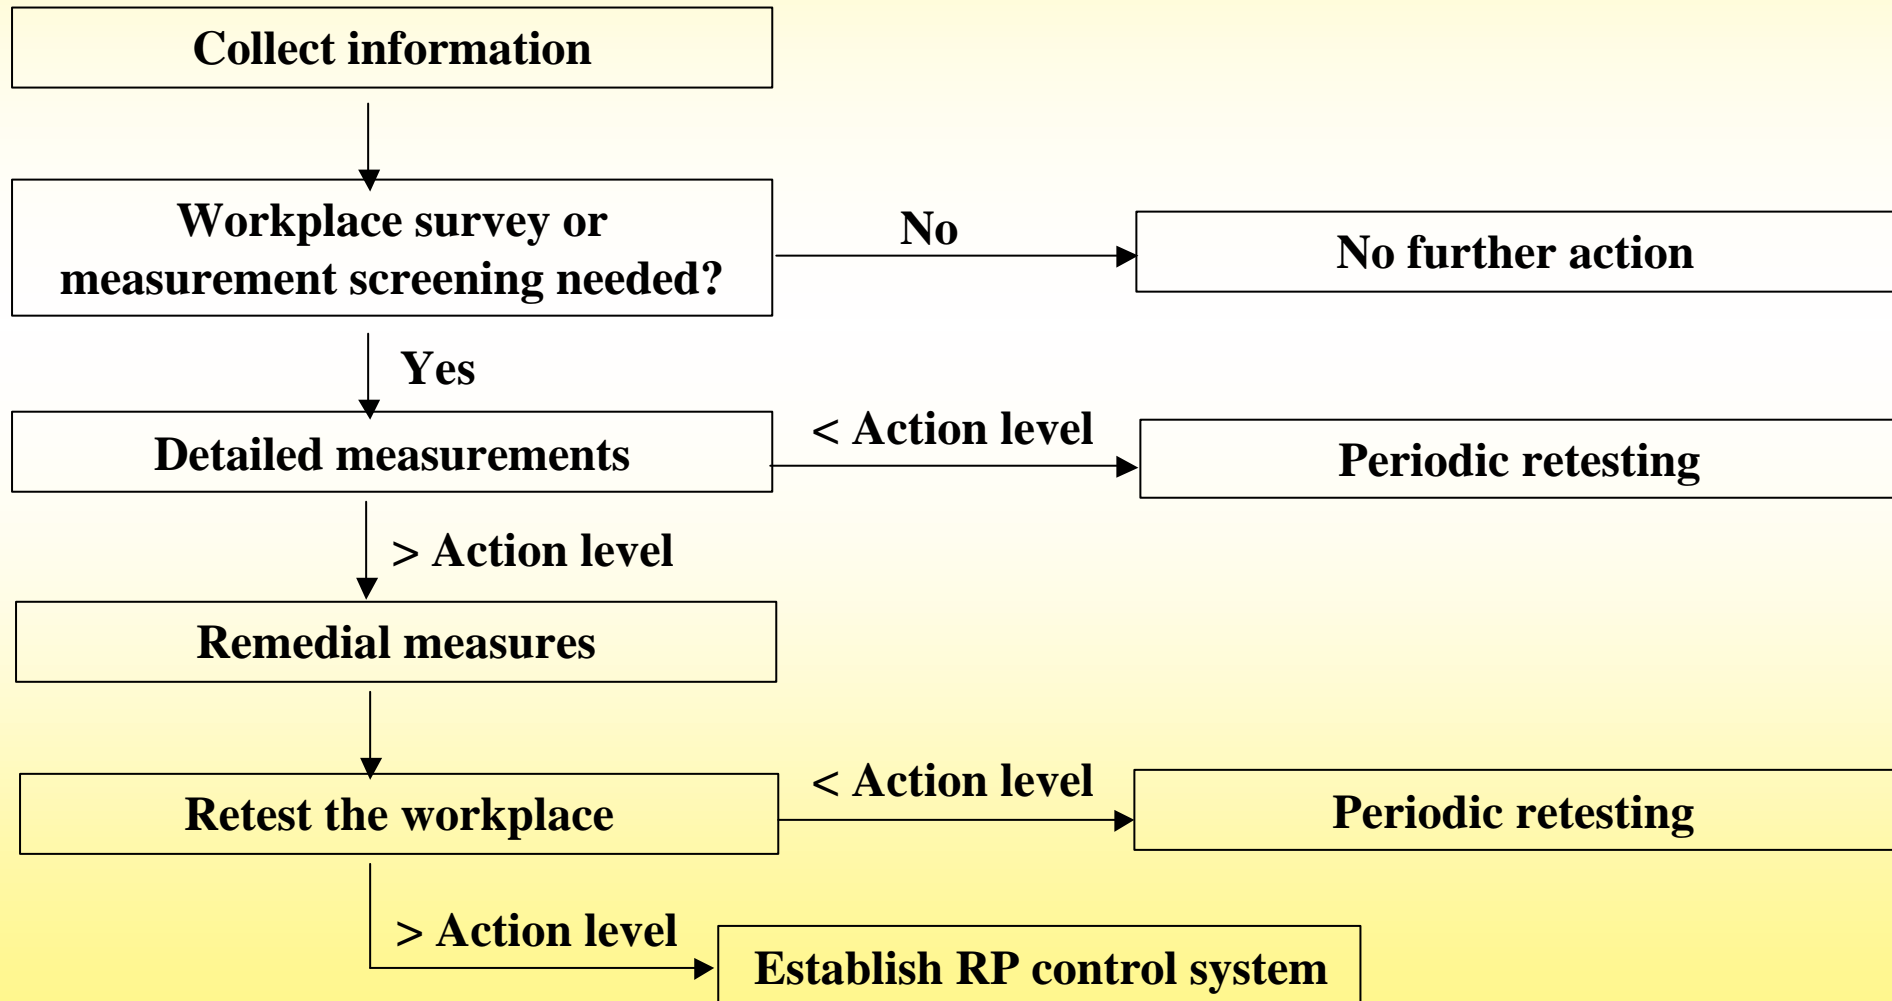 Collect information
Workplace survey or
measurement screening needed?
No
No further action
Yes
Detailed measurements
< Action level
Periodic retesting
> Action level
Remedial measures
Retest the workplace
< Action level
Periodic retesting
> Action level
Establish RP control system